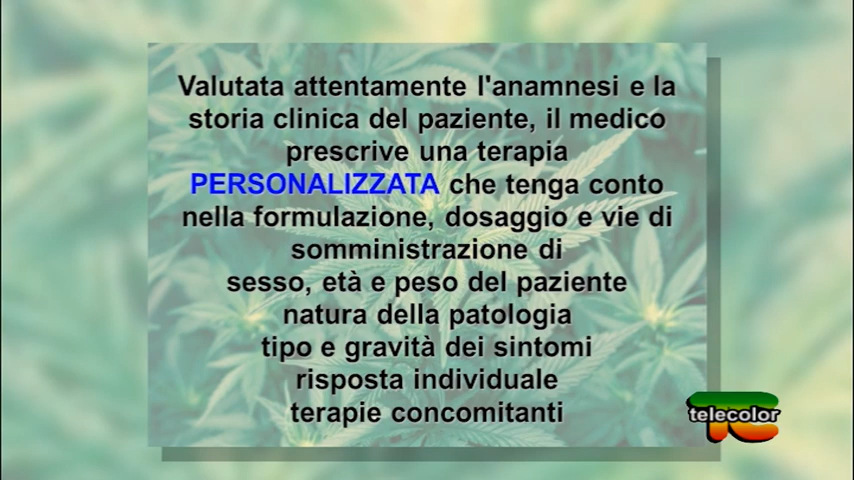 Valutata attentamente l'anamnesi e la
storia clinica del paziente, il medico
prescrive una terapia
PERSONALIZZATA che tenga conto
nella formulazione, dosaggio e vie di
somministrazione di
sesso, età e peso del paziente
natura della patologia
tipo e gravità dei sintomi
risposta individuale
terapie concomitanti
telecolor